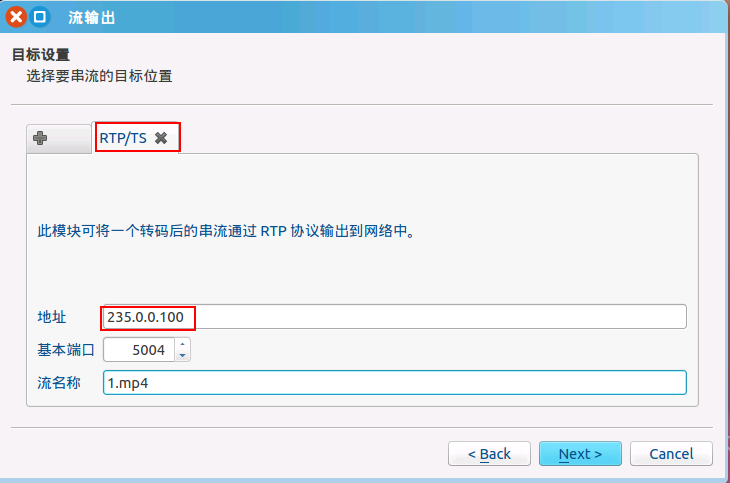 流输出
目标设置
选择要串流的目标位置
RTP/TS
此模块可将一个转码后的串流通过 RTP 协议输出到网络中。
地址 235.0.0.100
基本端口 5004
流名称 1.mp4
< Back Next > Cancel